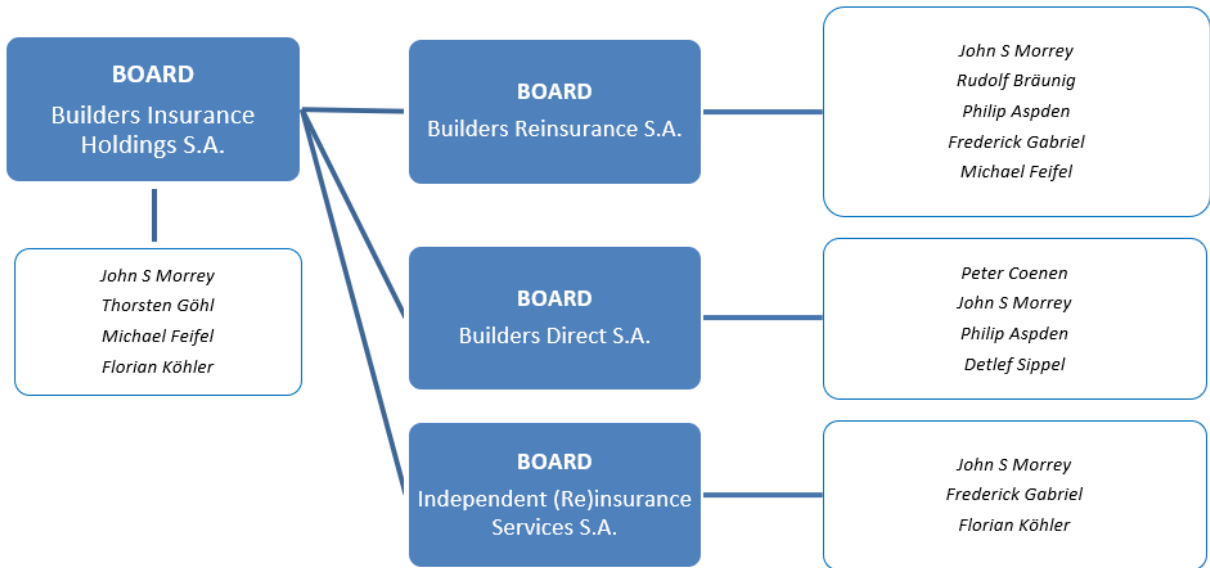 BOARD
Builders Insurance
Holdings S.A.
John S Morrey
Thorsten Göhl
Michael Feifel
Florian Köhler
BOARD
Builders Reinsurance S.A.
John S Morrey
Rudolf Bräunig
Philip Aspden
Frederick Gabriel
Michael Feifel
BOARD
Builders Direct S.A.
Peter Coenen
John S Morrey
Philip Aspden
Detlef Sippel
BOARD
Independent (Re)insurance
Services S.A.
John S Morrey
Frederick Gabriel
Florian Köhler